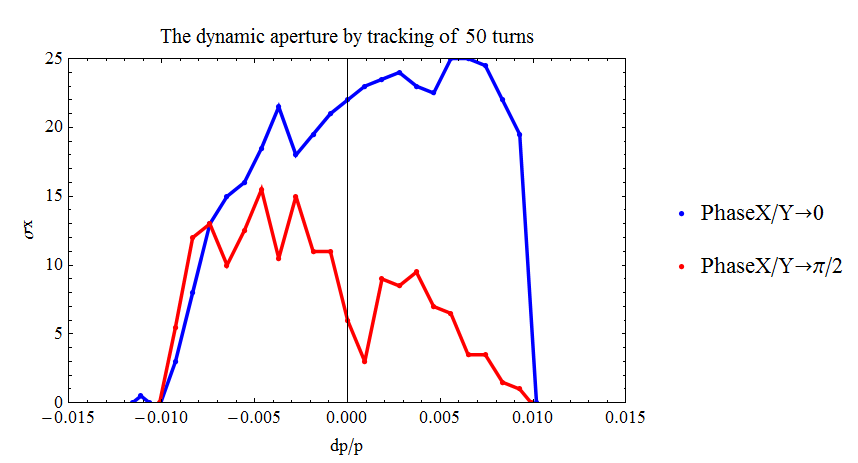 The dynamic aperture by tracking of 50 turns
25
20
15
10
5
0
σx
−0.015
−0.010
−0.005
0.000
0.005
0.010
0.015
dp/p
PhaseX/Y→0
PhaseX/Y→π/2